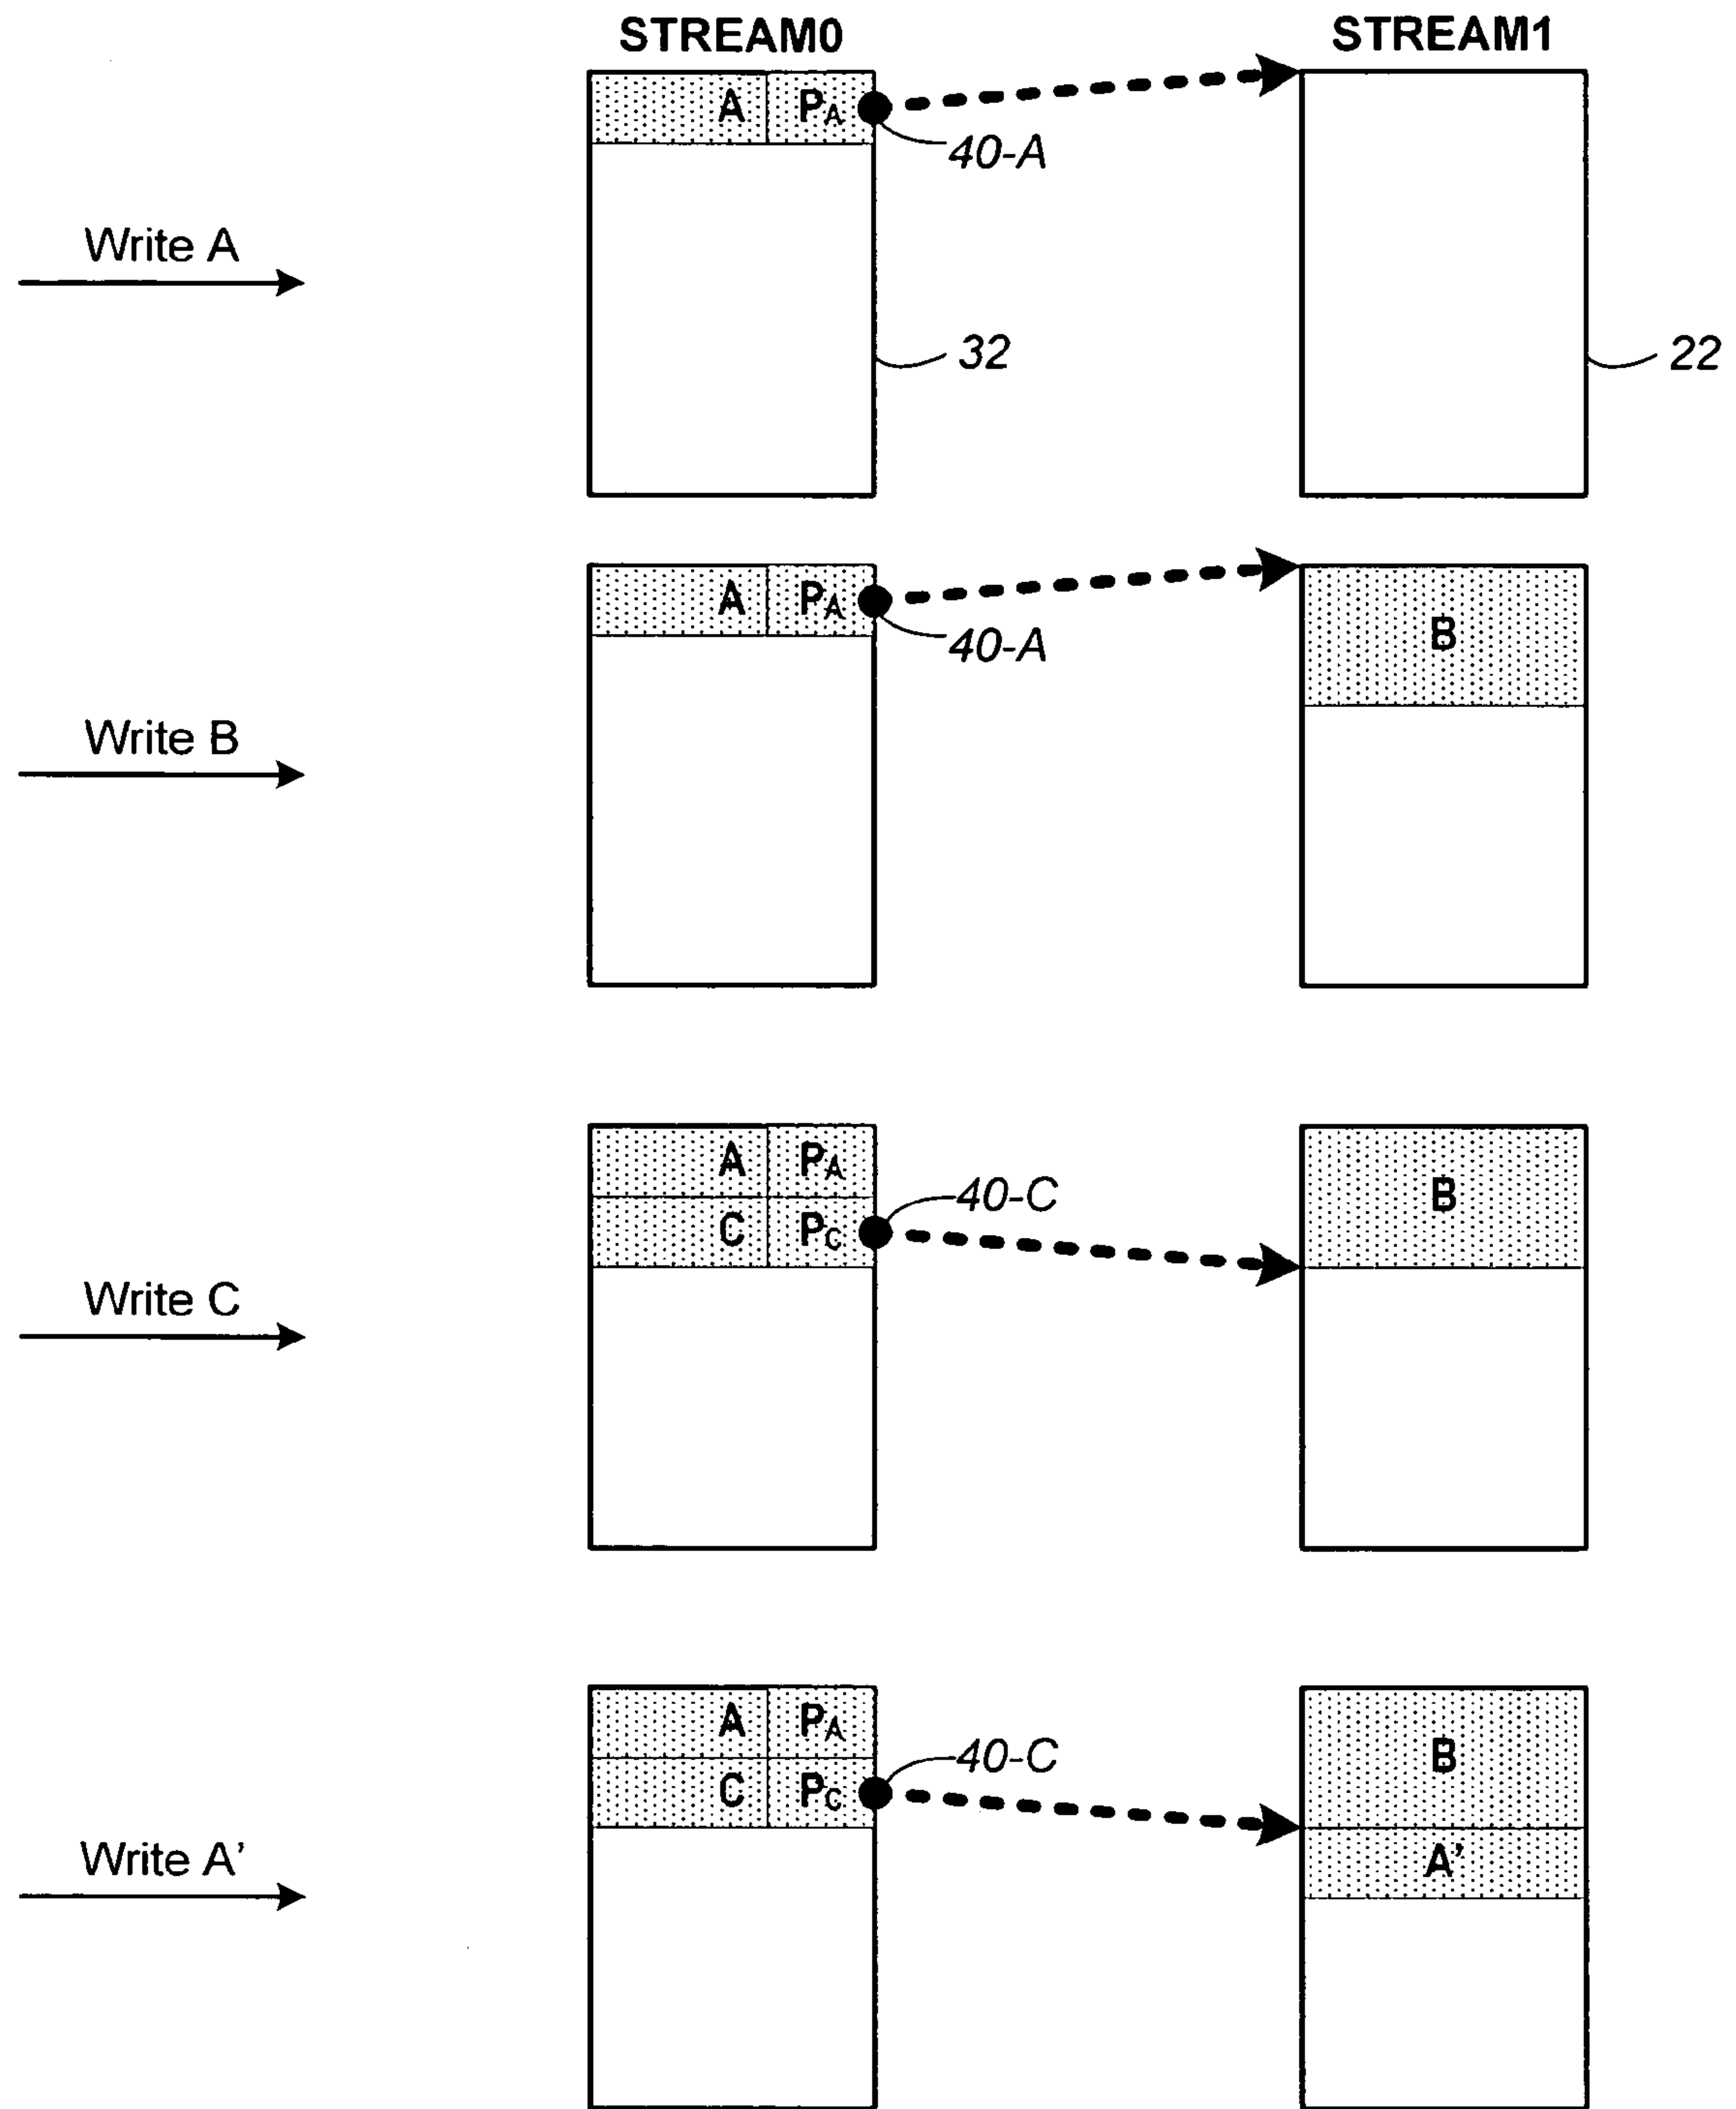 STREAM0 STREAM1
A PA
40-A
Write A
32 22
A PA B
40-A
Write B
A PA
40-C B
C PC
Write C
A PA
40-C B
C PC
Write A’ A’